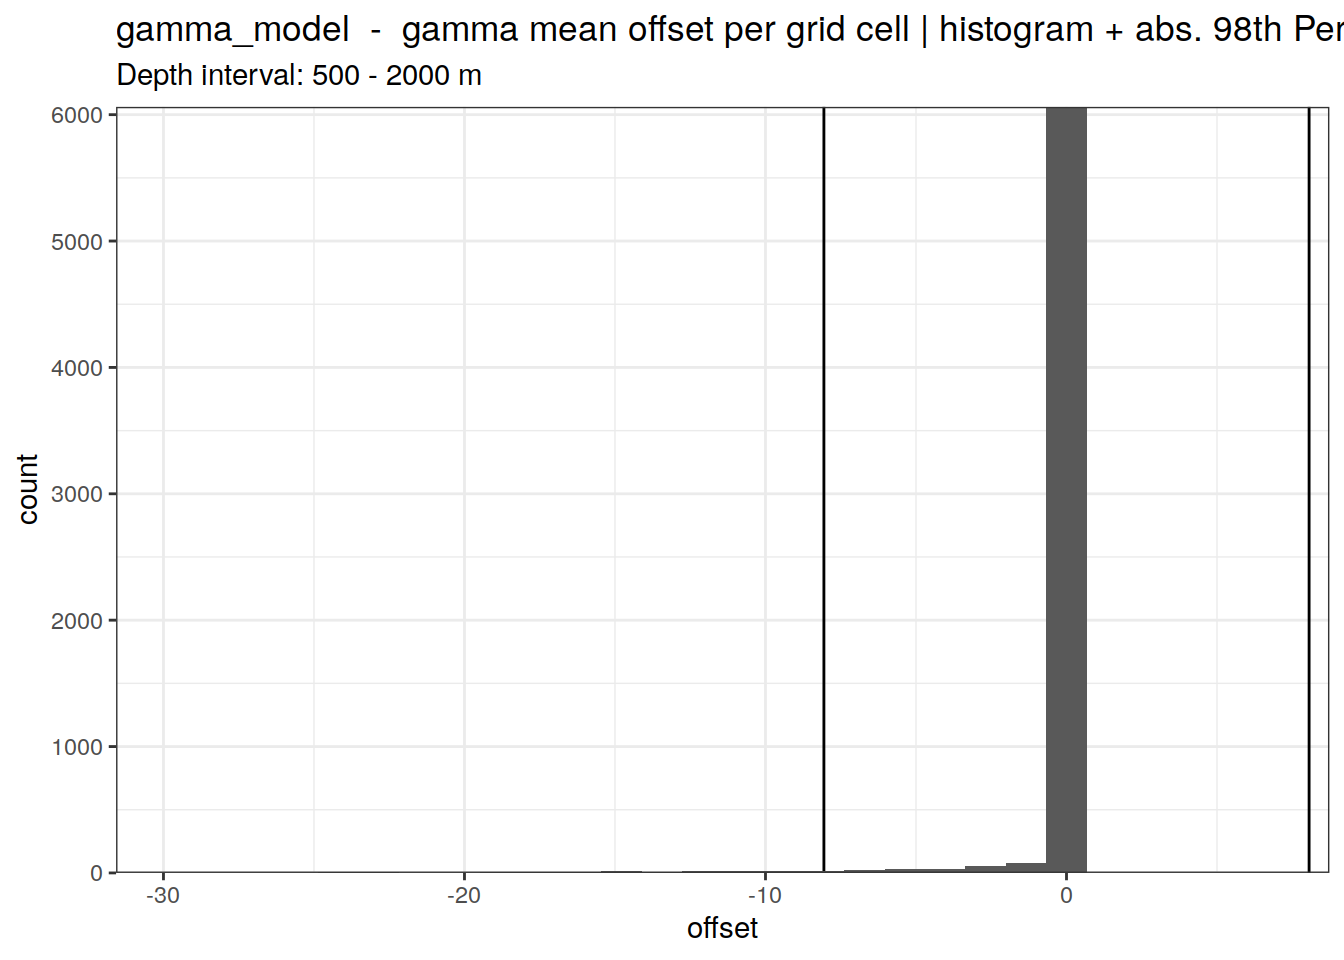 gamma_model - gamma mean offset per grid cell | histogram + abs. 98th Per
Depth interval: 500 - 2000 m
6000
5000
4000
3000
2000
1000
0
count
-30 -20 -10 0
offset